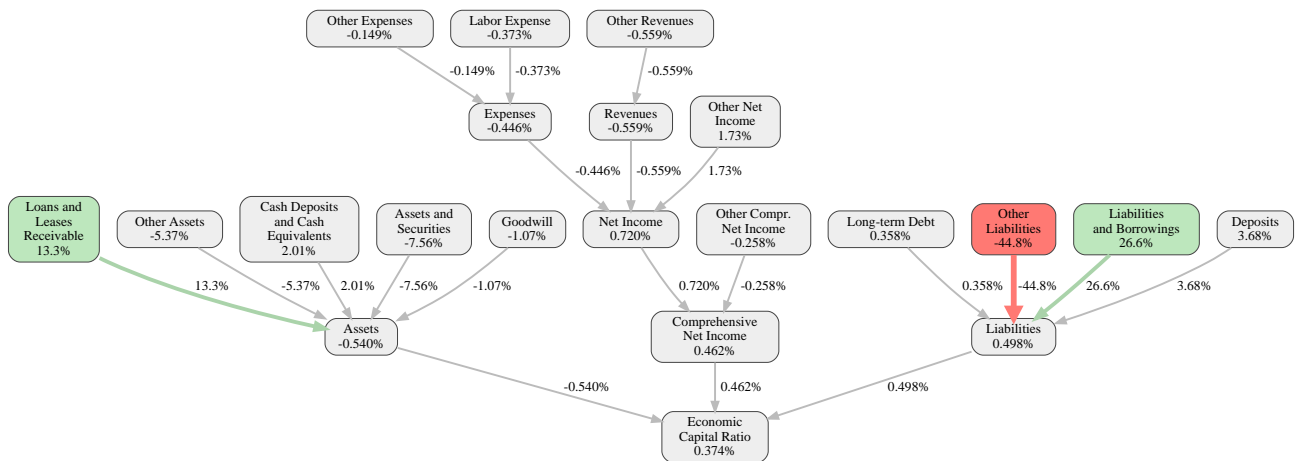 Other Expenses
-0.149%
Labor Expense
-0.373%
Other Revenues
-0.559%
-0.149%
-0.373%
-0.559%
Expenses
-0.446%
Revenues
-0.559%
Other Net
Income
1.73%
-0.446%
-0.559%
1.73%
Loans and
Leases
Receivable
13.3%
Other Assets
-5.37%
Cash Deposits
and Cash
Equivalents
2.01%
Assets and
Securities
-7.56%
Goodwill
-1.07%
Net Income
0.720%
Other Compr.
Net Income
-0.258%
Long-term Debt
0.358%
Other
Liabilities
-44.8%
Liabilities
and Borrowings
26.6%
Deposits
3.68%
13.3%
-5.37%
2.01%
-7.56%
-1.07%
0.720%
-0.258%
0.358%
-44.8%
26.6%
3.68%
Assets
-0.540%
Comprehensive
Net Income
0.462%
Liabilities
0.498%
-0.540%
0.462%
0.498%
Economic
Capital Ratio
0.374%